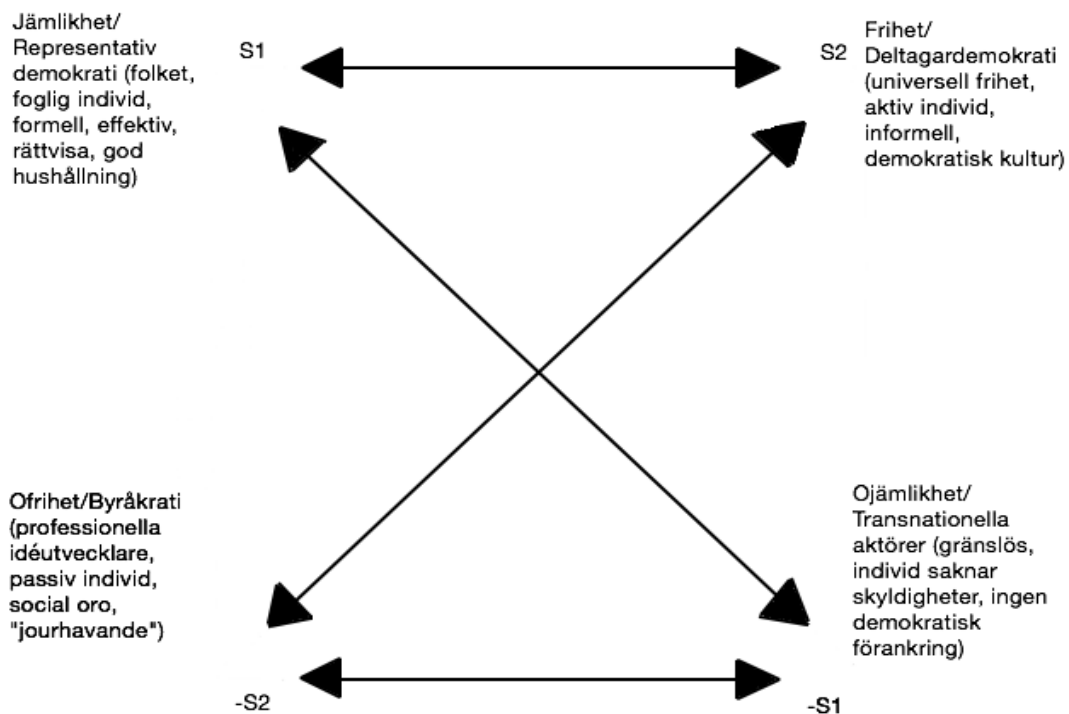 Jämlikhet/
Representativ
demokrati (folket,
foglig individ,
formell, effektiv,
rättvisa, god
hushållning)
S1
S2
Frihet/
Deltagardemokrati
(universell frihet,
aktiv individ,
informell,
demokratisk kultur)
Ofrihet/Byråkrati
(professionella
idéutvecklare,
passiv individ,
social oro,
"jourhavande")
-S2
Ojämlikhet/
Transnationella
aktörer (gränslös,
individ saknar
skyldigheter, ingen
demokratisk
förankring)
-S1